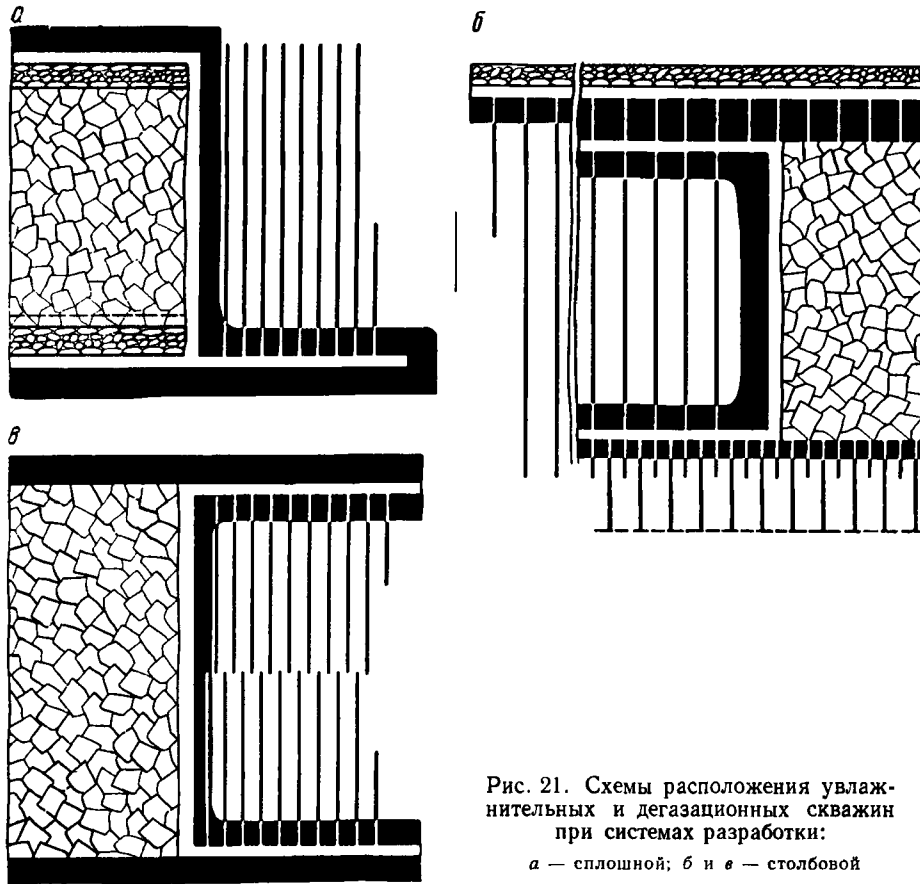 а
б
в
Рис. 21. Схемы расположения увлаж-
нительных и дегазационных скважин
при системах разработки:
а — сплошной; б и в — столбовой